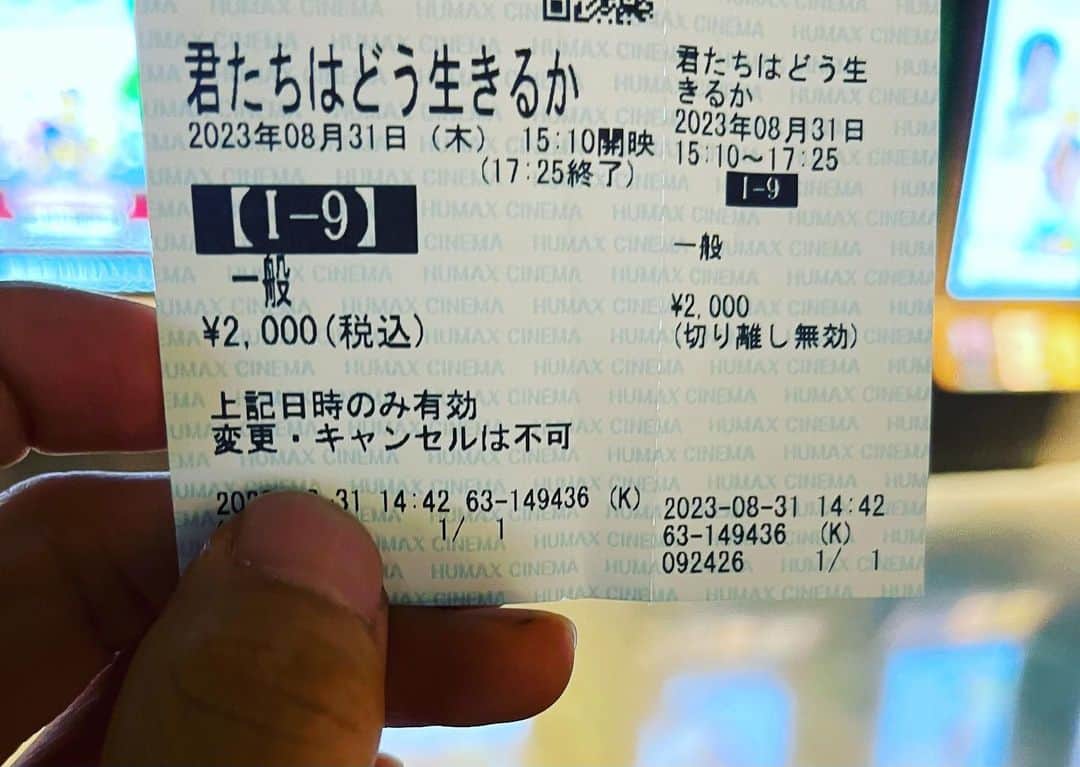 君たちはどう生きるか
2023年08月31日（木） 15:10開映
（17:25終了）
【I-9】
一般
¥2,000(税込)
上記日時のみ有効
変更・キャンセルは不可
14:42 63-149436 (K)
1/ 1
君たちはどう生
きるか
2023年08月31日
15:10～17:25
I-9
一般
¥2,000
(切り離し無効)
2023-08-31 14:42
63-149436 (K)
092426 1/ 1
HUMAX CINEMA